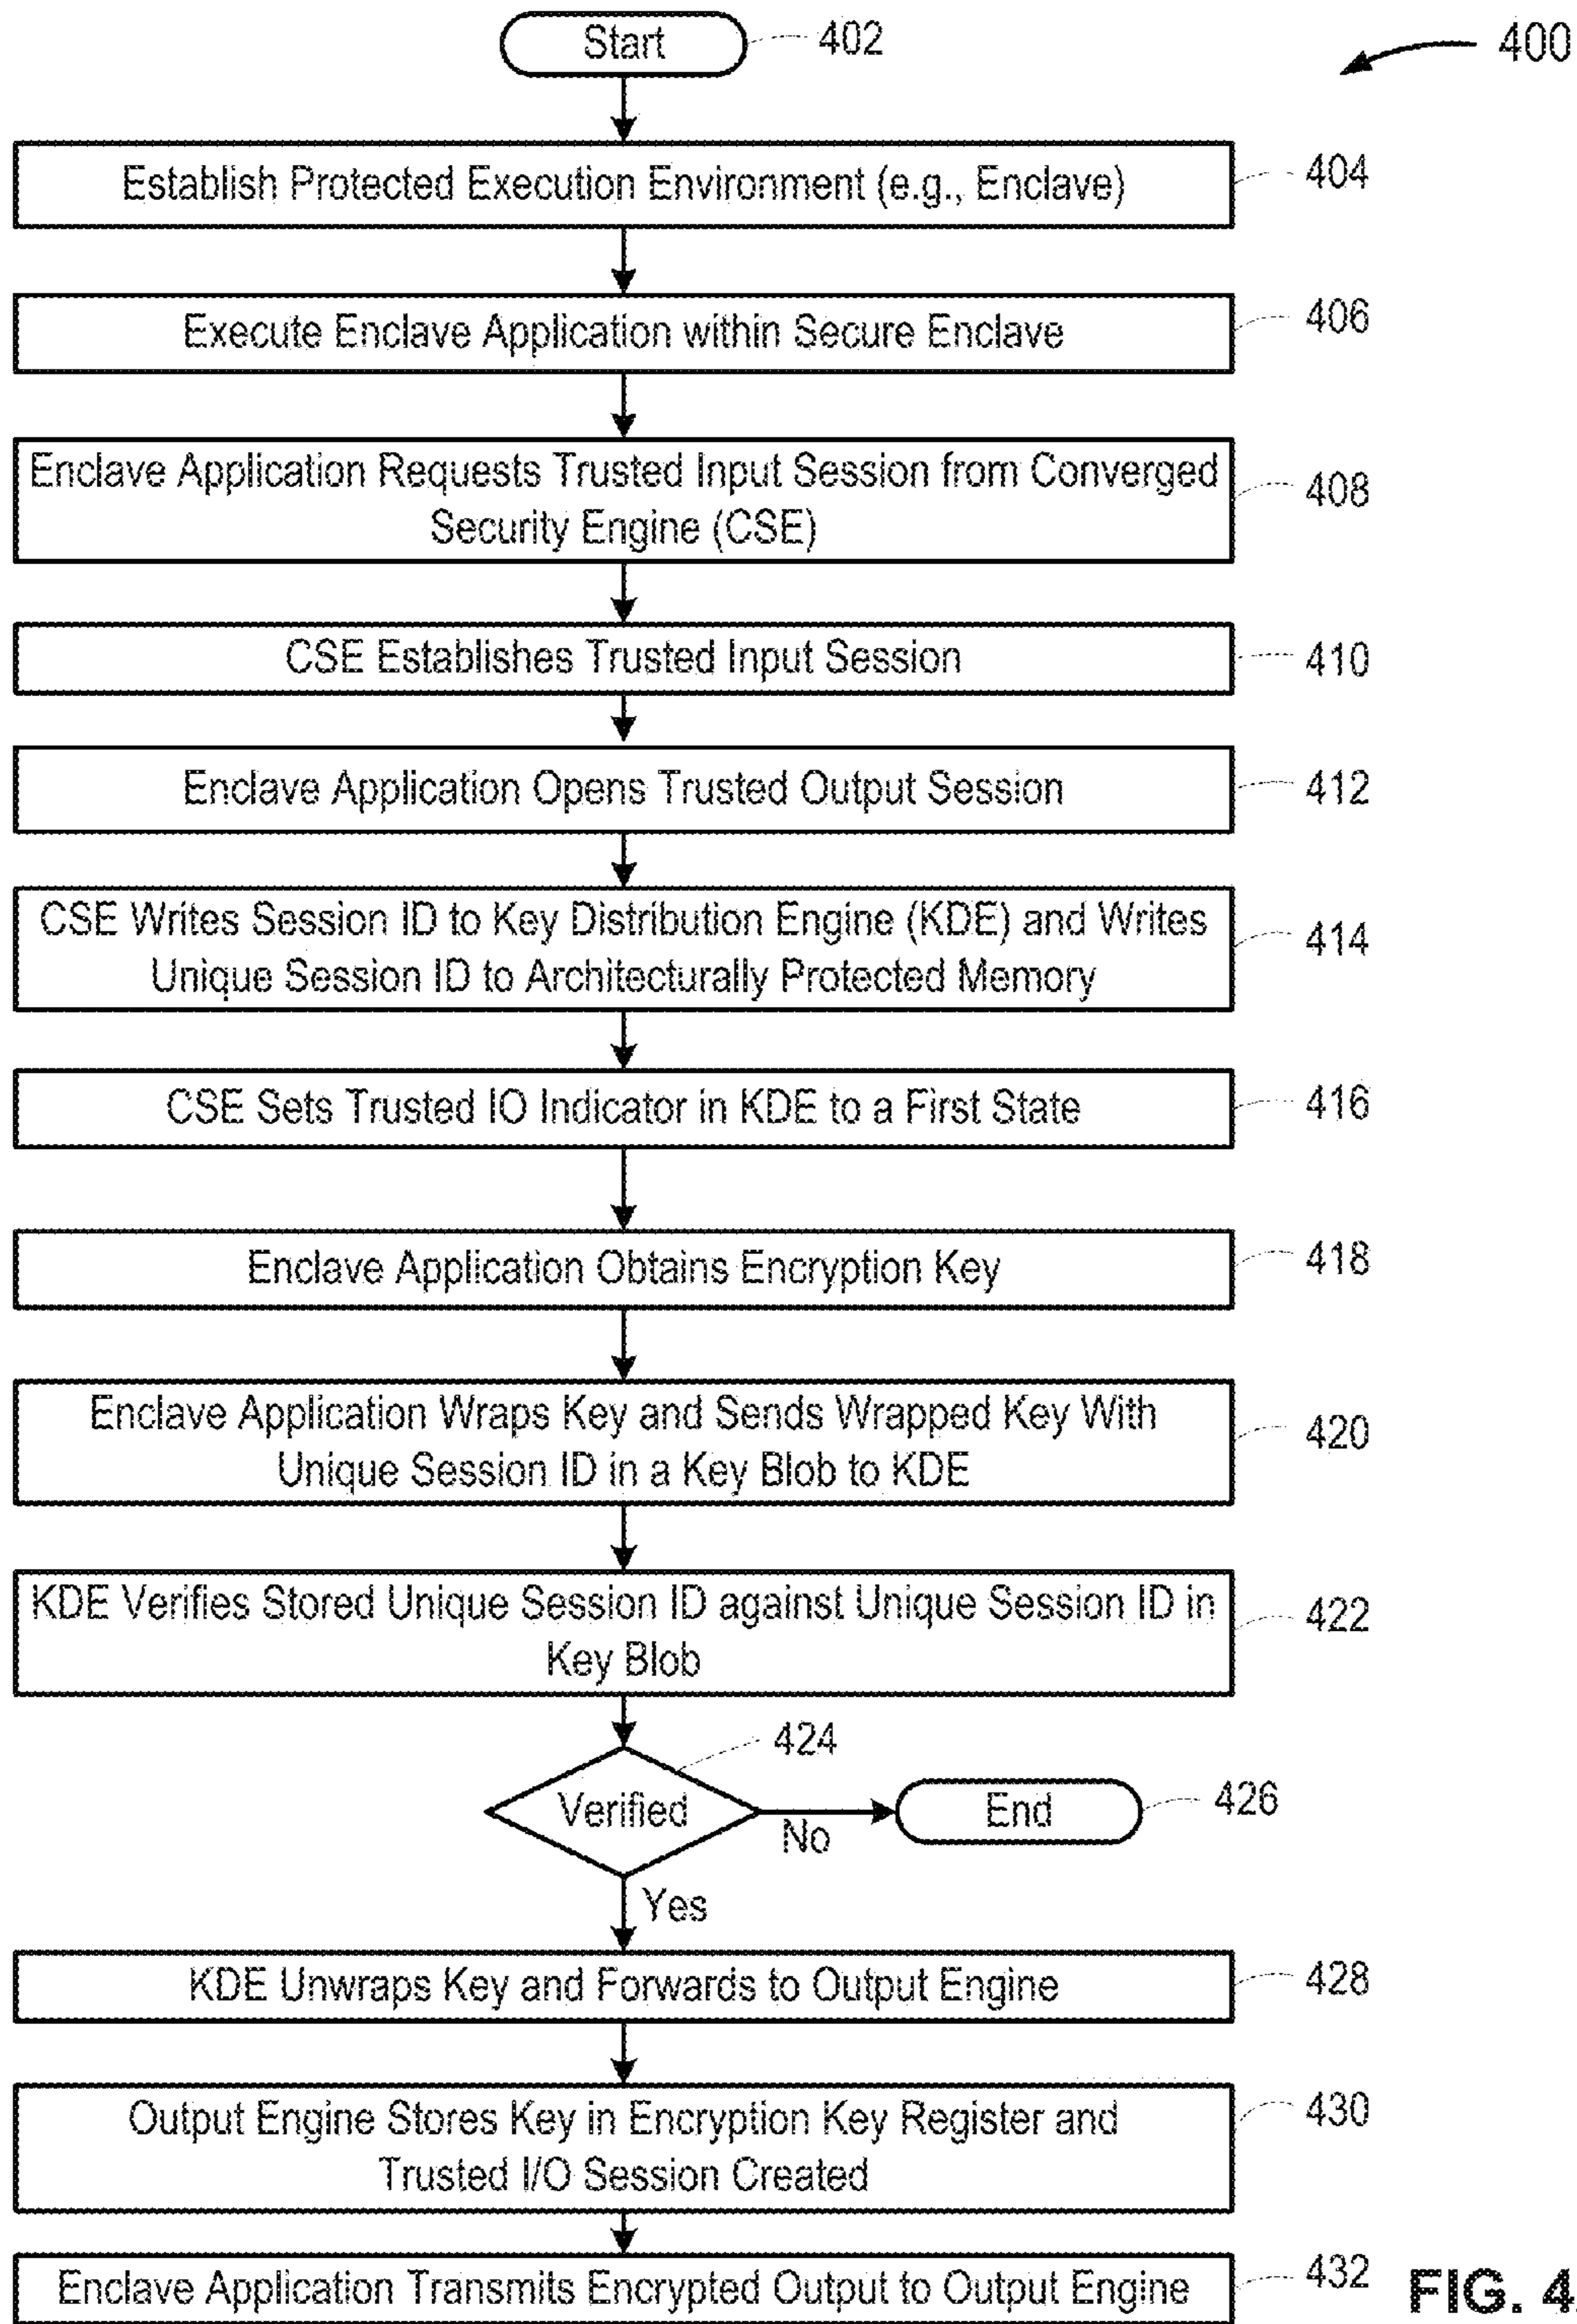 Start
402
400
Establish Protected Execution Environment (e.g., Enclave)
404
Execute Enclave Application within Secure Enclave
406
Enclave Application Requests Trusted Input Session from Converged
Security Engine (CSE)
408
CSE Establishes Trusted Input Session
410
Enclave Application Opens Trusted Output Session
412
CSE Writes Session ID to Key Distribution Engine (KDE) and Writes
Unique Session ID to Architecturally Protected Memory
414
CSE Sets Trusted IO Indicator in KDE to a First State
416
Enclave Application Obtains Encryption Key
418
Enclave Application Wraps Key and Sends Wrapped Key With
Unique Session ID in a Key Blob to KDE
420
KDE Verifies Stored Unique Session ID against Unique Session ID in
Key Blob
422
424
Verified
No
End
426
Yes
KDE Unwraps Key and Forwards to Output Engine
428
Output Engine Stores Key in Encryption Key Register and
Trusted I/O Session Created
430
Enclave Application Transmits Encrypted Output to Output Engine
432
FIG. 4